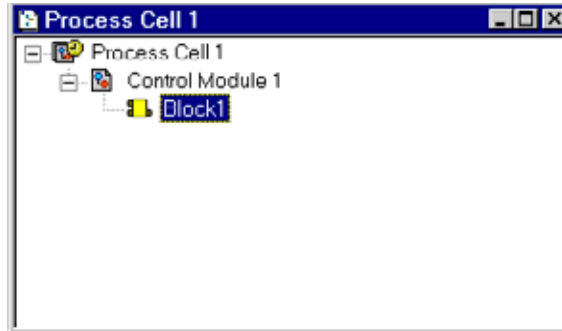 Process Cell 1
Process Cell 1
Control Module 1
Block1